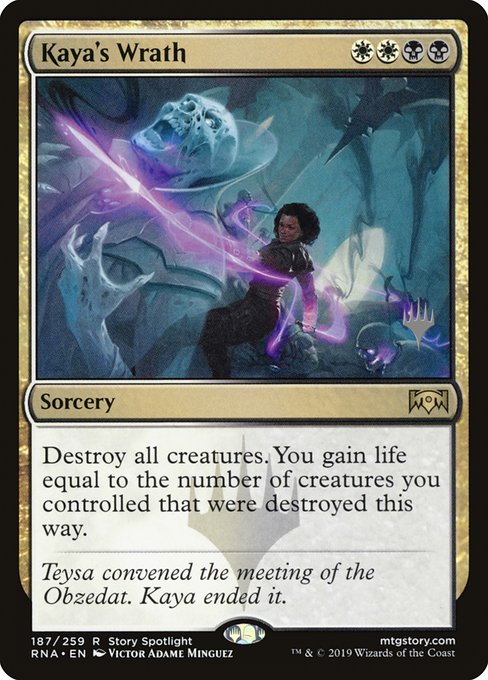 Kaya's Wrath
Sorcery
Destroy all creatures. You gain life
equal to the number of creatures you
controlled that were destroyed this
way.
Teysa convened the meeting of the
Obzedat. Kaya ended it.
187/259 R Story Spotlight
mtgstory.com
RNA • EN Victor Adame Minguez
™ & © 2019 Wizards of the Coast